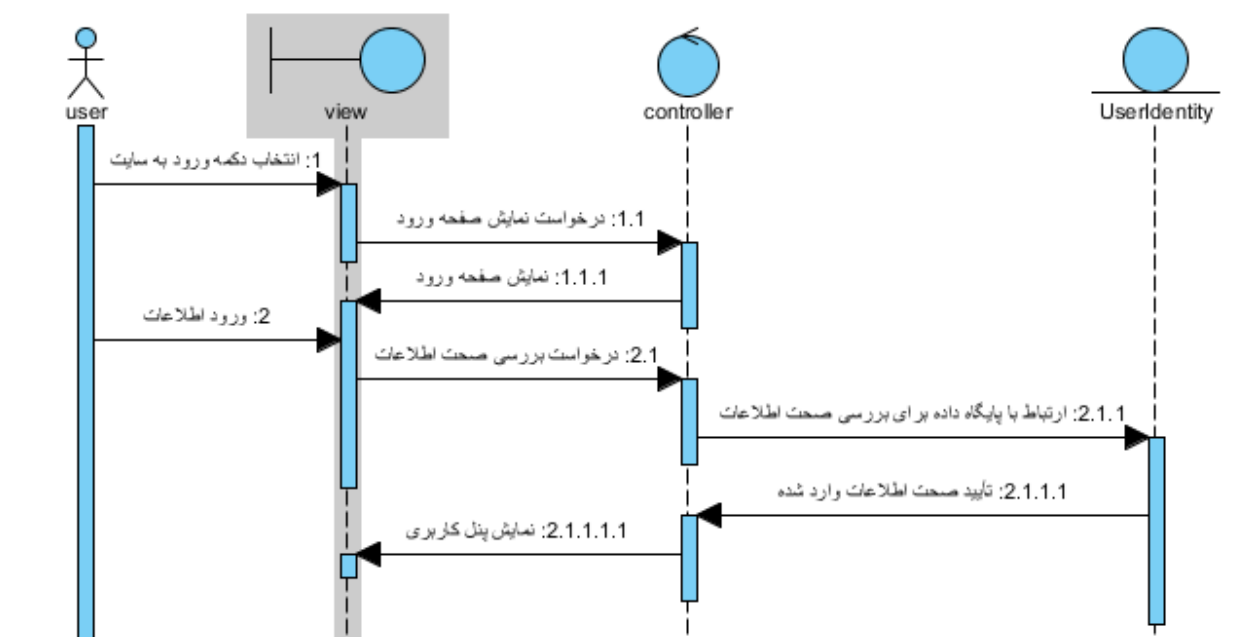 user
view
controller
UserIdentity
1: انتخاب دکمه ورود به سایت
1.1: درخواست نمایش صفحه ورود
1.1.1: نمایش صفحه ورود
2: ورود اطلاعات
2.1: درخواست بررسی صحت اطلاعات
2.1.1: ارتباط با پایگاه داده برای بررسی صحت اطلاعات
2.1.1.1: تأیید صحت اطلاعات وارد شده
2.1.1.1.1: نمایش پنل کاربری